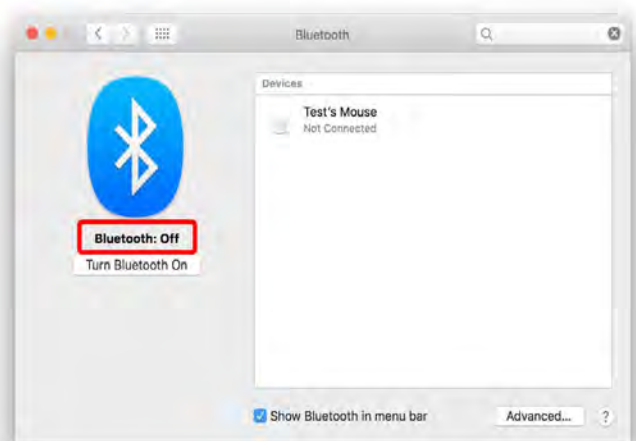 Bluetooth
Devices
Test's Mouse
Not Connected
Bluetooth: Off
Turn Bluetooth On
Show Bluetooth in menu bar
Advanced...
?